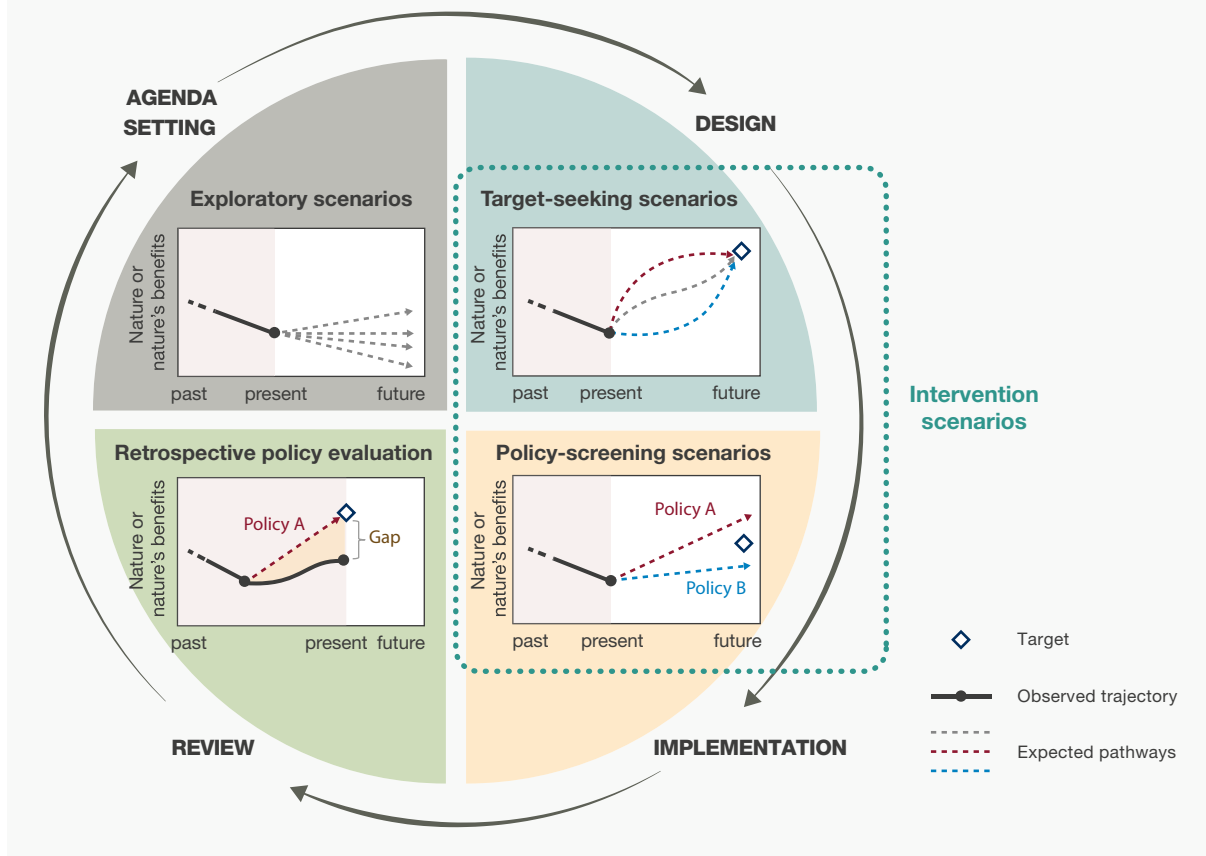 AGENDA
SETTING
DESIGN
Exploratory scenarios
Nature or
nature's benefits
past
present
future
Target-seeking scenarios
Nature or
nature's benefits
past
present
future
Intervention
scenarios
Retrospective policy evaluation
Nature or
nature's benefits
Policy A
Gap
past
present
future
Policy-screening scenarios
Nature or
nature's benefits
Policy A
Policy B
past
present
future
REVIEW
IMPLEMENTATION
Target
Observed trajectory
Expected pathways